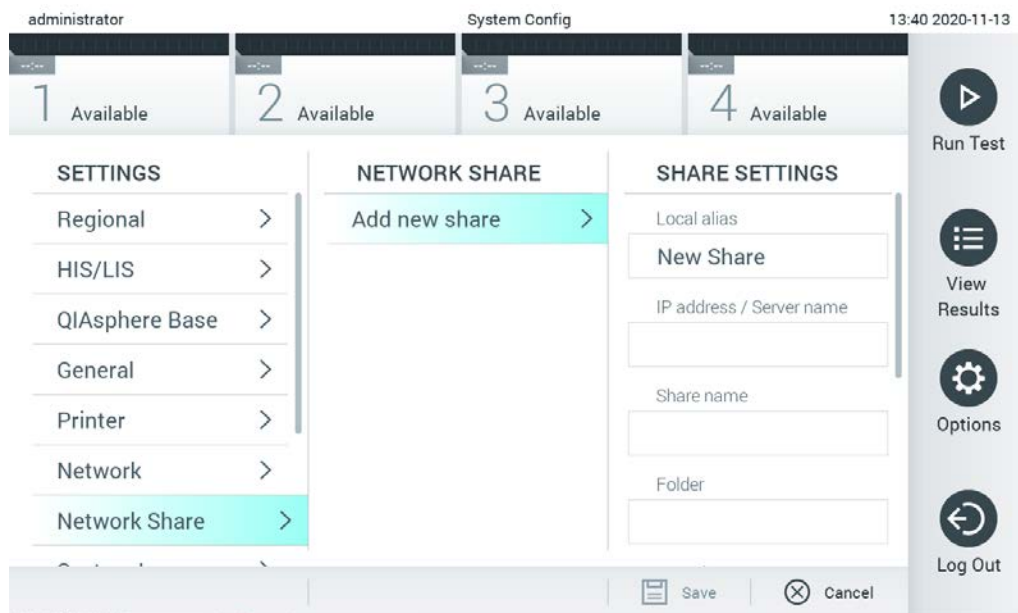 administrator System Config 13:40 2020-11-13
--:-- --:-- --:-- --:--
1 Available 2 Available 3 Available 4 Available
Run Test
SETTINGS
Regional
HIS/LIS
QIAsphere Base
General
Printer
Network
Network Share
NETWORK SHARE
Add new share
SHARE SETTINGS
Local alias
New Share
IP address / Server name
Share name
Folder
View
Results
Options
Log Out
Save Cancel